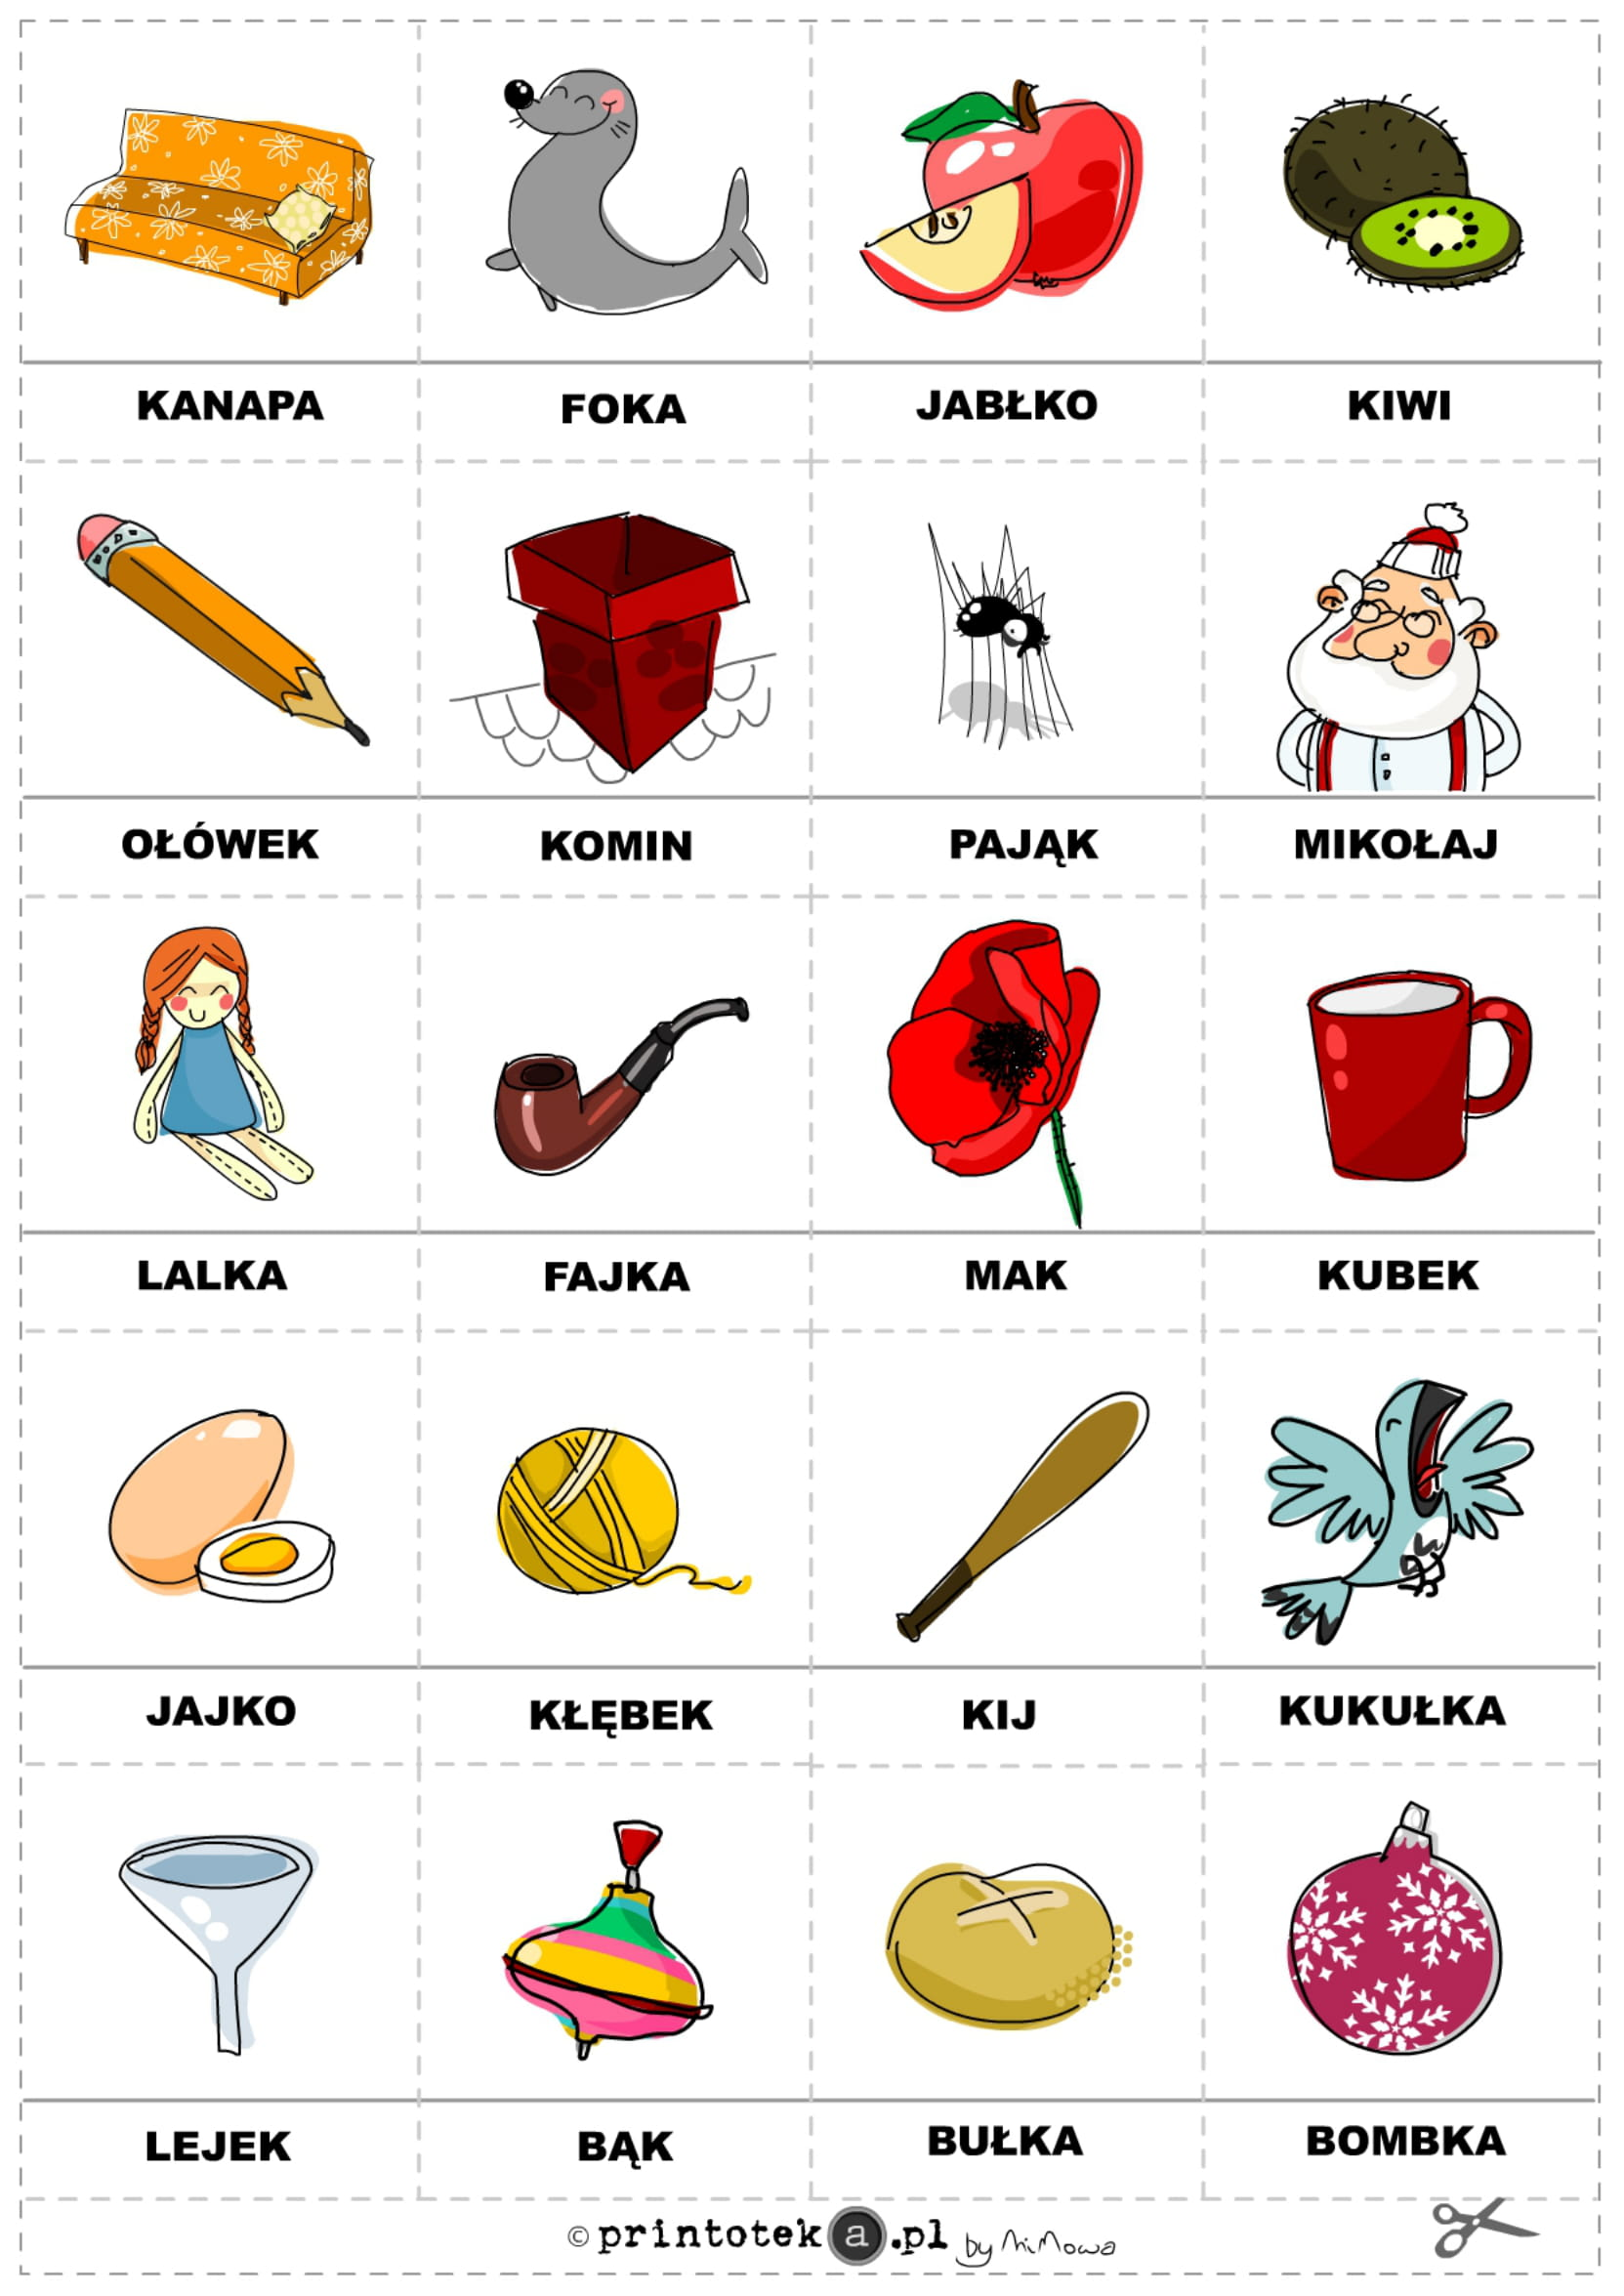 KANAPA FOKA JABŁKO KIWI
OŁÓWEK KOMIN PAJĄK MIKOŁAJ
LALKA FAJKA MAK KUBEK
JAJKO KŁĘBEK KIJ KUKUŁKA
LEJEK BĄK BUŁKA BOMBKA
© printoteka.pl by MiMowa